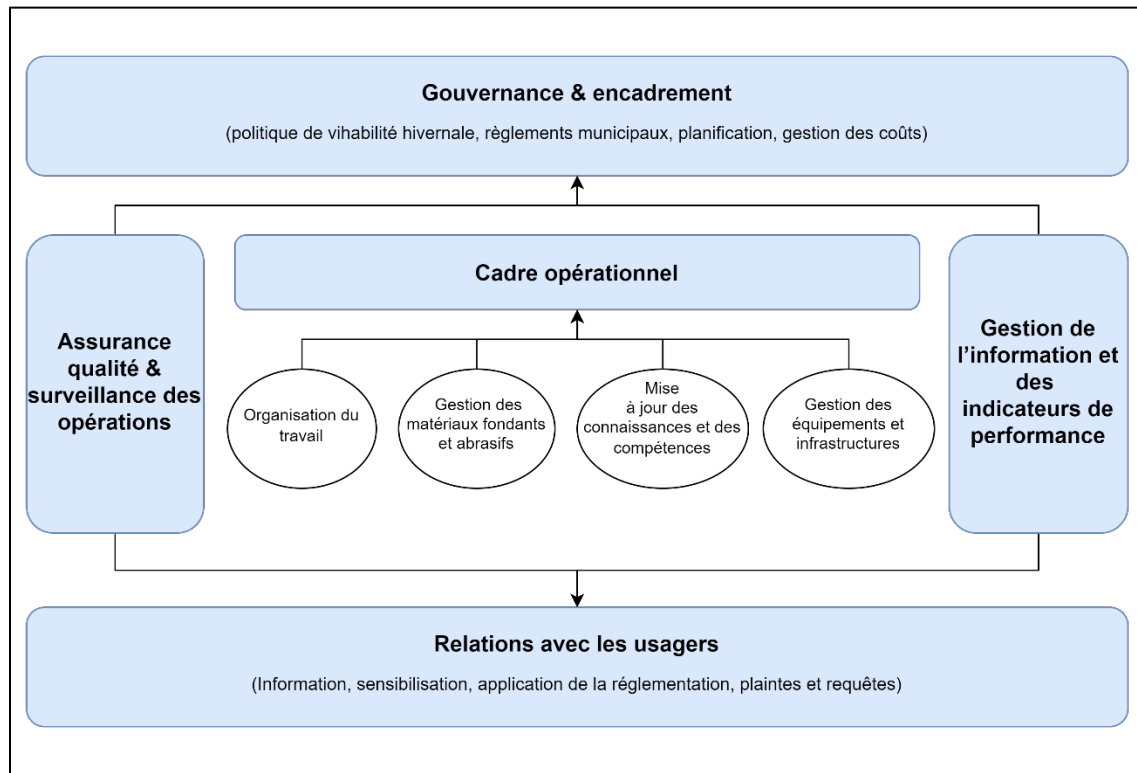 Gouvernance & encadrement
(politique de vihabilité hivernale, règlements municipaux, planification, gestion des coûts)
Assurance
qualité &
surveillance des
opérations
Cadre opérationnel
Organisation du
travail
Gestion des
matériaux fondants
et abrasifs
Mise
à jour des
connaissances et des
compétences
Gestion des
équipements et
infrastructures
Gestion de
l’information et
des
indicateurs de
performance
Relations avec les usagers
(Information, sensibilisation, application de la réglementation, plaintes et requêtes)